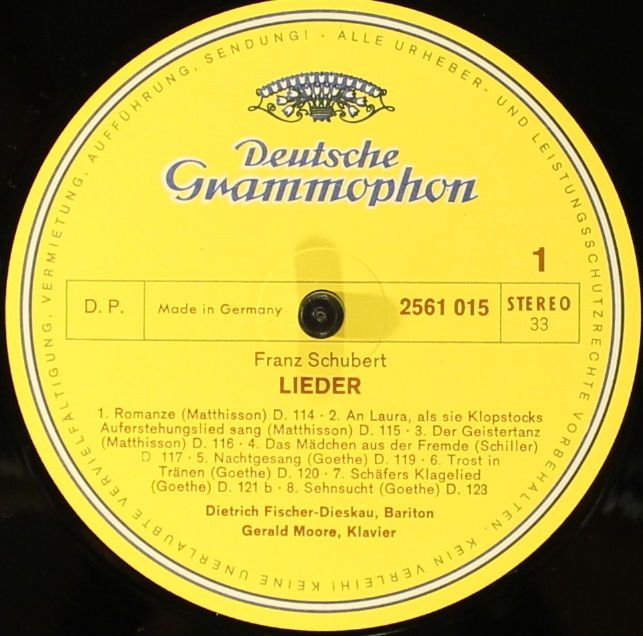 ALLE URHEBER- UND LEISTUNGSSCHUTZRECHTE VORBEHALTEN. KEIN VERLEIH! KEINE UNERLAUBTE VERVIELFÄLTIGUNG, VERMIETUNG, AUFFÜHRUNG, SENDUNG! ·
Deutsche
Grammophon
1
D. P. Made in Germany 2561 015 STEREO
33
Franz Schubert
LIEDER
1. Romanze (Matthisson) D. 114 · 2. An Laura, als sie Klopstocks
Auferstehungslied sang (Matthisson) D. 115 · 3. Der Geistertanz
(Matthisson) D. 116 · 4. Das Mädchen aus der Fremde (Schiller)
D 117 · 5. Nachtgesang (Goethe) D. 119 · 6. Trost in
Tränen (Goethe) D. 120 · 7. Schäfers Klagelied
(Goethe) D. 121 b · 8. Sehnsucht (Goethe) D. 123
Dietrich Fischer-Dieskau, Bariton
Gerald Moore, Klavier